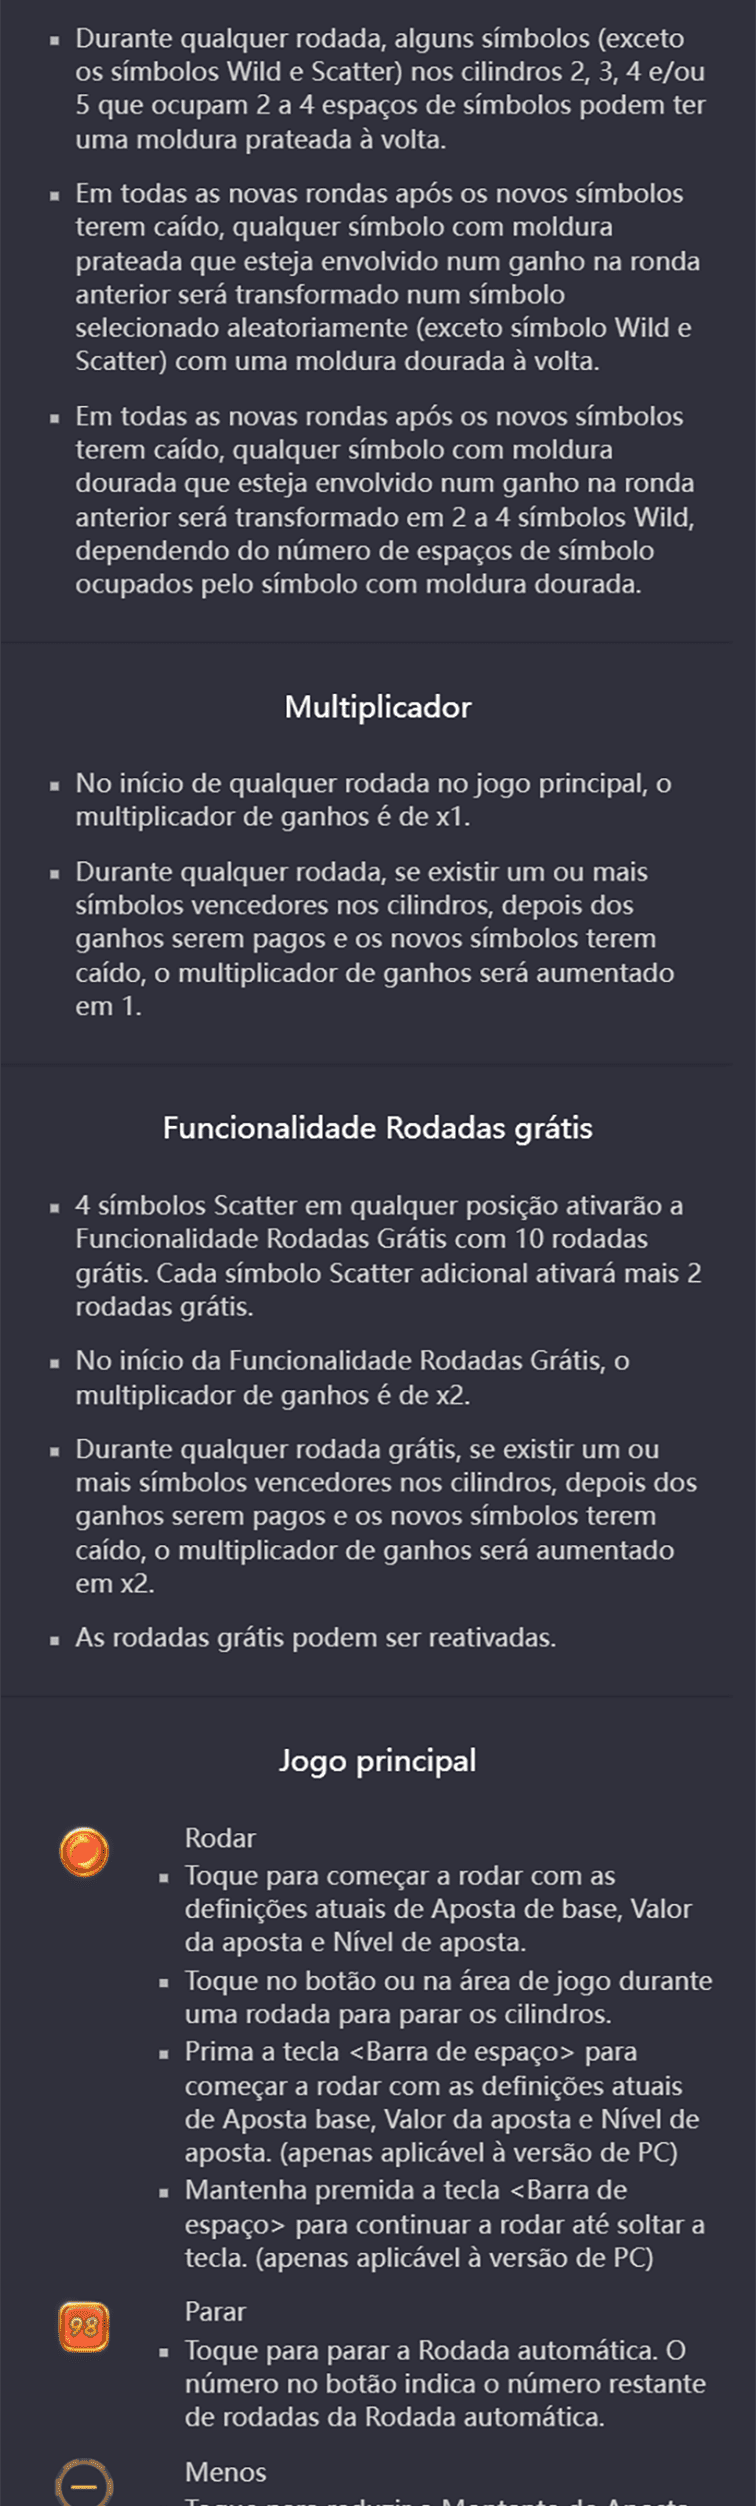 Durante qualquer rodada, alguns símbolos (exceto
os símbolos Wild e Scatter) nos cilindros 2, 3, 4 e/ou
5 que ocupam 2 a 4 espaços de símbolos podem ter
uma moldura prateada à volta.
Em todas as novas rondas após os novos símbolos
terem caído, qualquer símbolo com moldura
prateada que esteja envolvido num ganho na ronda
anterior será transformado num símbolo
selecionado aleatoriamente (exceto símbolo Wild e
Scatter) com uma moldura dourada à volta.
Em todas as novas rondas após os novos símbolos
terem caído, qualquer símbolo com moldura
dourada que esteja envolvido num ganho na ronda
anterior será transformado em 2 a 4 símbolos Wild,
dependendo do número de espaços de símbolo
ocupados pelo símbolo com moldura dourada.
Multiplicador
No início de qualquer rodada no jogo principal, o
multiplicador de ganhos é de x1.
Durante qualquer rodada, se existir um ou mais
símbolos vencedores nos cilindros, depois dos
ganhos serem pagos e os novos símbolos terem
caído, o multiplicador de ganhos será aumentado
em 1.
Funcionalidade Rodadas grátis
4 símbolos Scatter em qualquer posição ativarão a
Funcionalidade Rodadas Grátis com 10 rodadas
grátis. Cada símbolo Scatter adicional ativará mais 2
rodadas grátis.
No início da Funcionalidade Rodadas Grátis, o
multiplicador de ganhos é de x2.
Durante qualquer rodada grátis, se existir um ou
mais símbolos vencedores nos cilindros, depois dos
ganhos serem pagos e os novos símbolos terem
caído, o multiplicador de ganhos será aumentado
em x2.
As rodadas grátis podem ser reativadas.
Jogo principal
Rodar
Toque para começar a rodar com as
definições atuais de Aposta de base, Valor
da aposta e Nível de aposta.
Toque no botão ou na área de jogo durante
uma rodada para parar os cilindros.
Prima a tecla <Barra de espaço> para
começar a rodar com as definições atuais
de Aposta base, Valor da aposta e Nível de
aposta. (apenas aplicável à versão de PC)
Mantenha premida a tecla <Barra de
espaço> para continuar a rodar até soltar a
tecla. (apenas aplicável à versão de PC)
98
Parar
Toque para parar a Rodada automática. O
número no botão indica o número restante
de rodadas da Rodada automática.
Menos
Toque para reduzir o Montante de Aposta